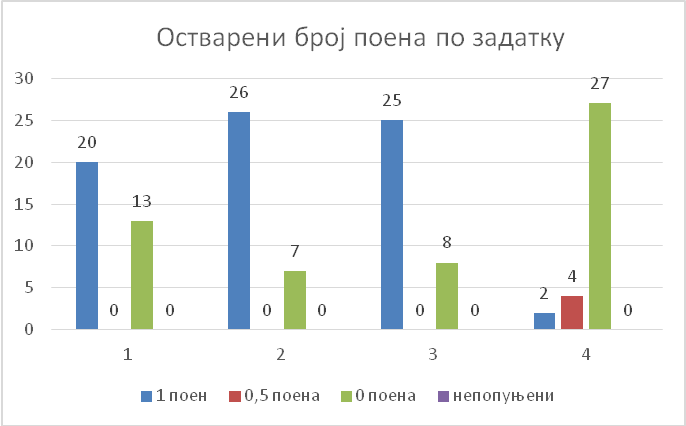 Остварени број поена по задатку
30
25
20
15
10
5
0
20 0 13 0
26 0 7 0
25 0 8 0
2 4 27 0
1 2 3 4
1 поен 0,5 поена 0 поена непопуњени